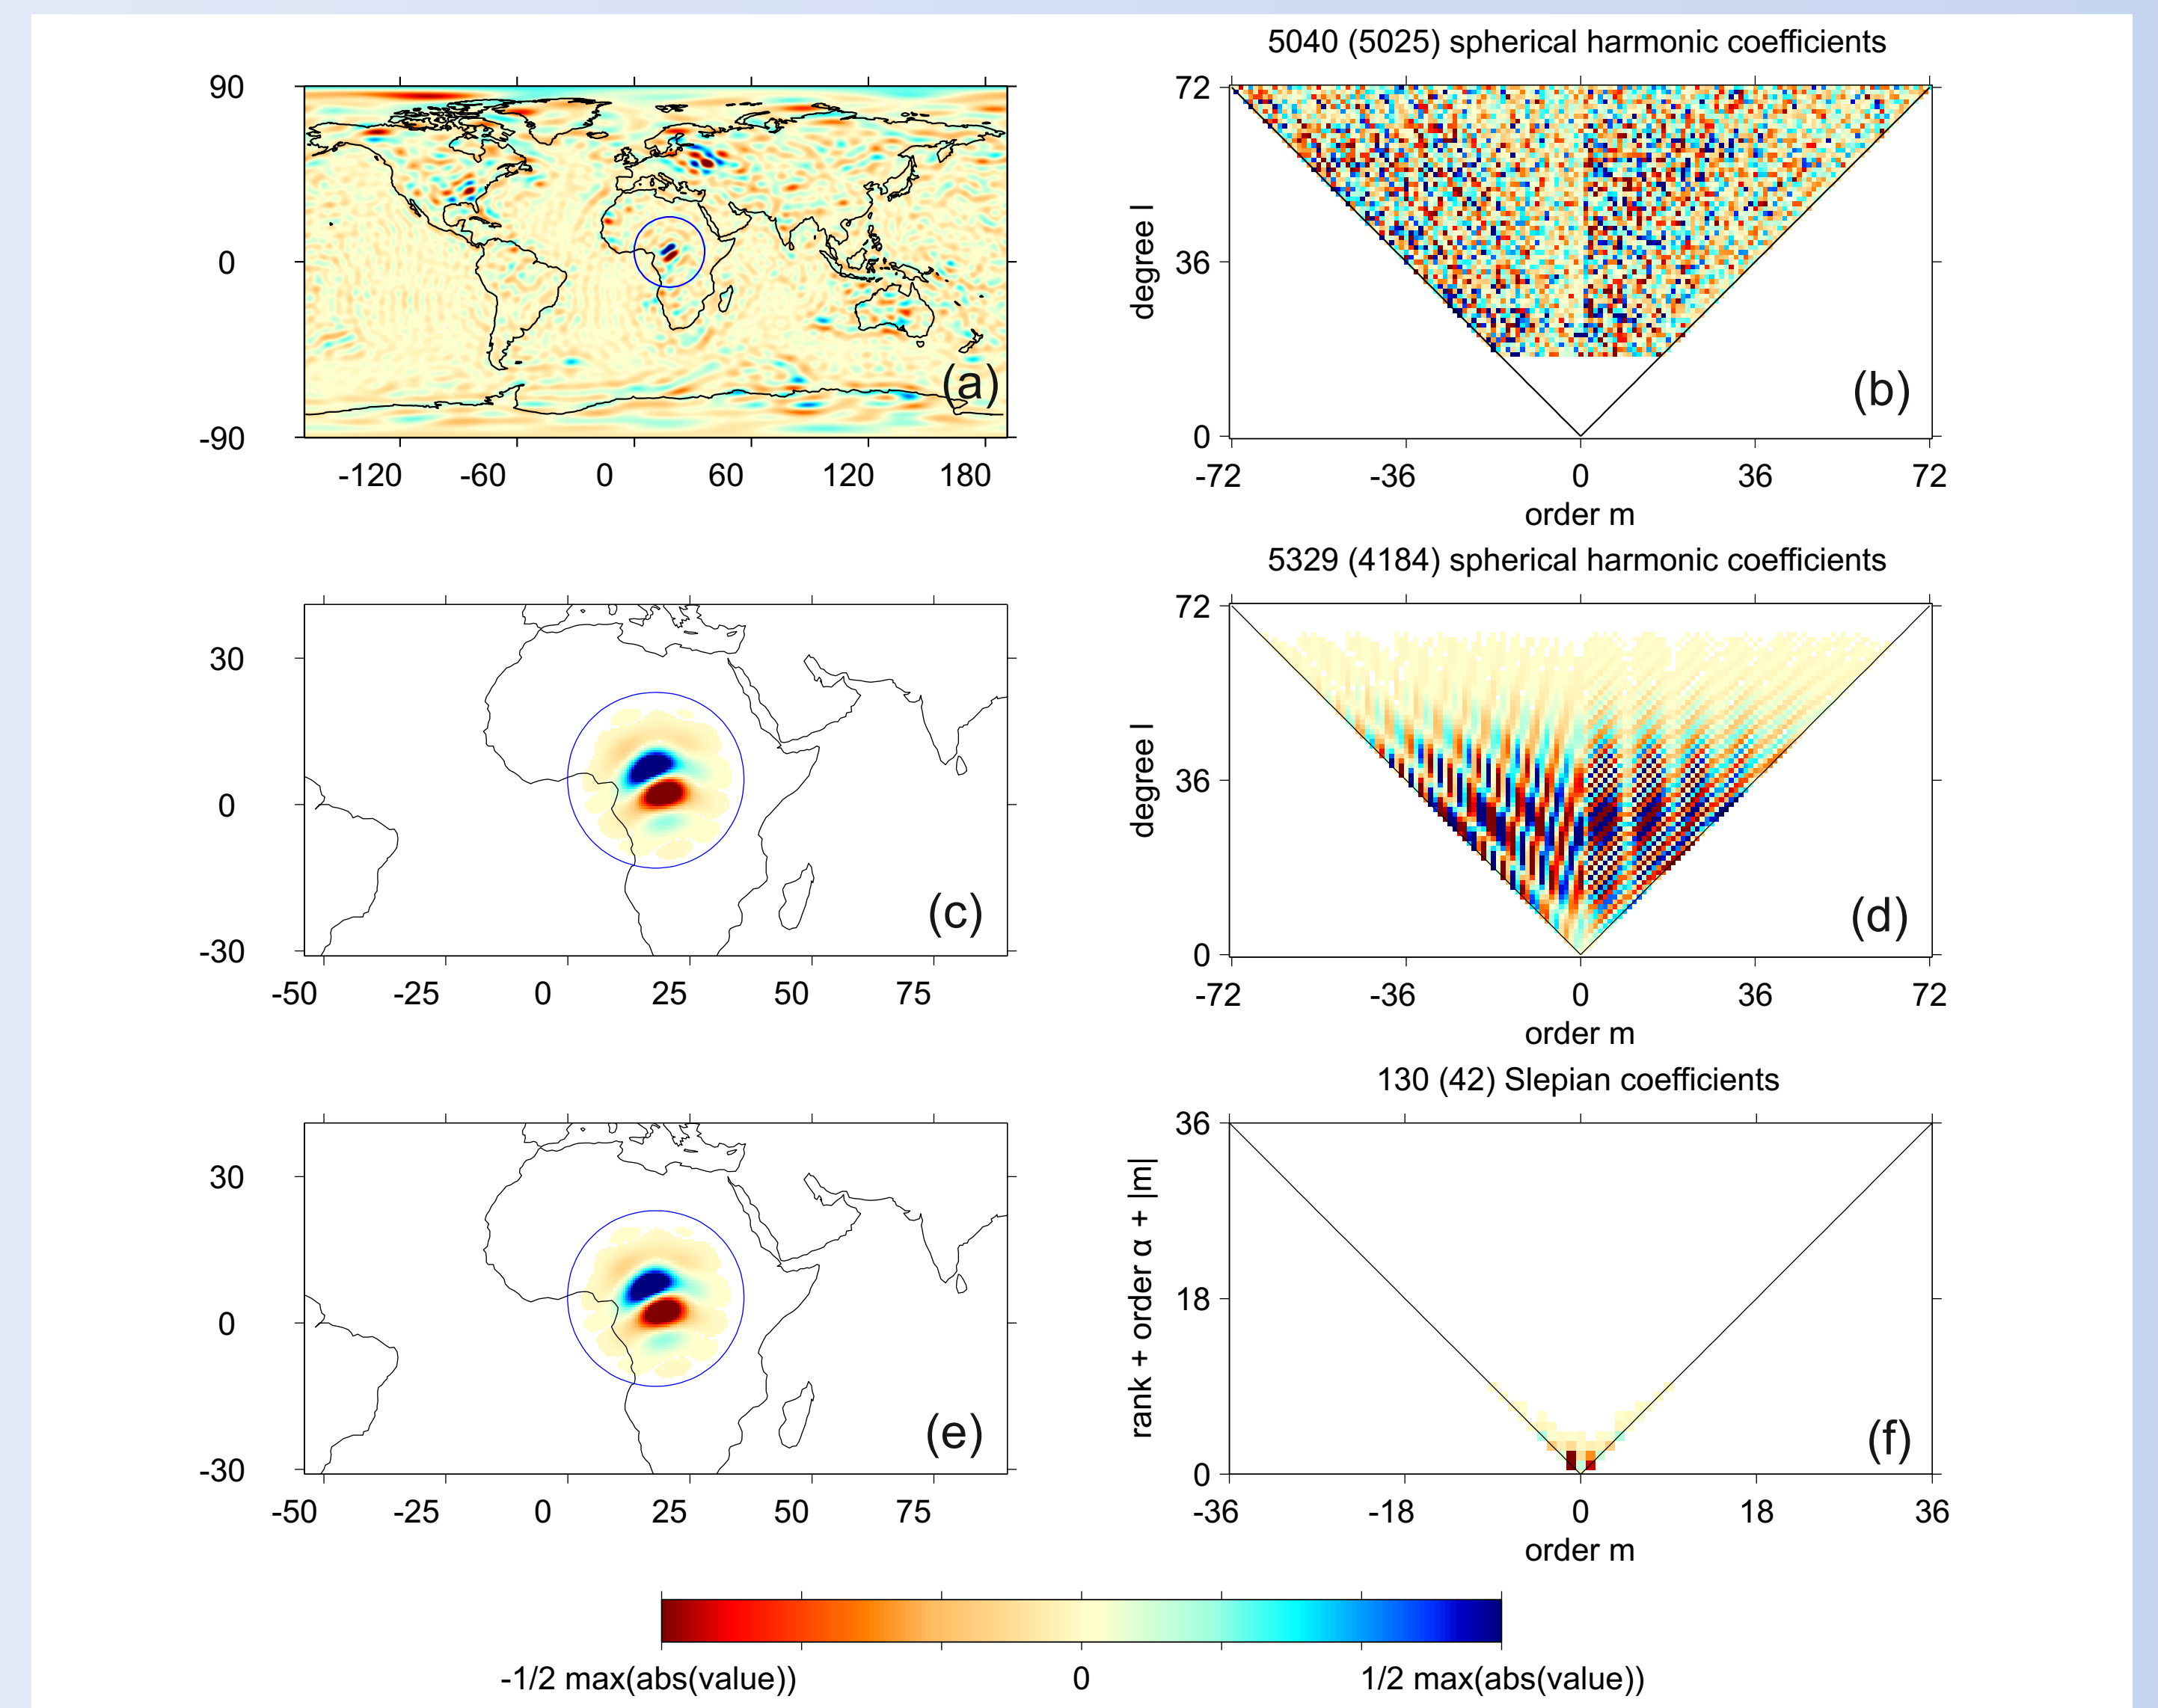 5040 (5025) spherical harmonic coefficients
90
0
-90
-120 -60 0 60 120 180
(a)
72
36
0
degree l
-72 -36 0 36 72
order m
(b)
30
0
-30
-50 -25 0 25 50 75
(c)
5329 (4184) spherical harmonic coefficients
72
36
0
degree l
-72 -36 0 36 72
order m
(d)
30
0
-30
-50 -25 0 25 50 75
(e)
130 (42) Slepian coefficients
36
18
0
rank + order α + |m|
-36 -18 0 18 36
order m
(f)
-1/2 max(abs(value)) 0 1/2 max(abs(value))